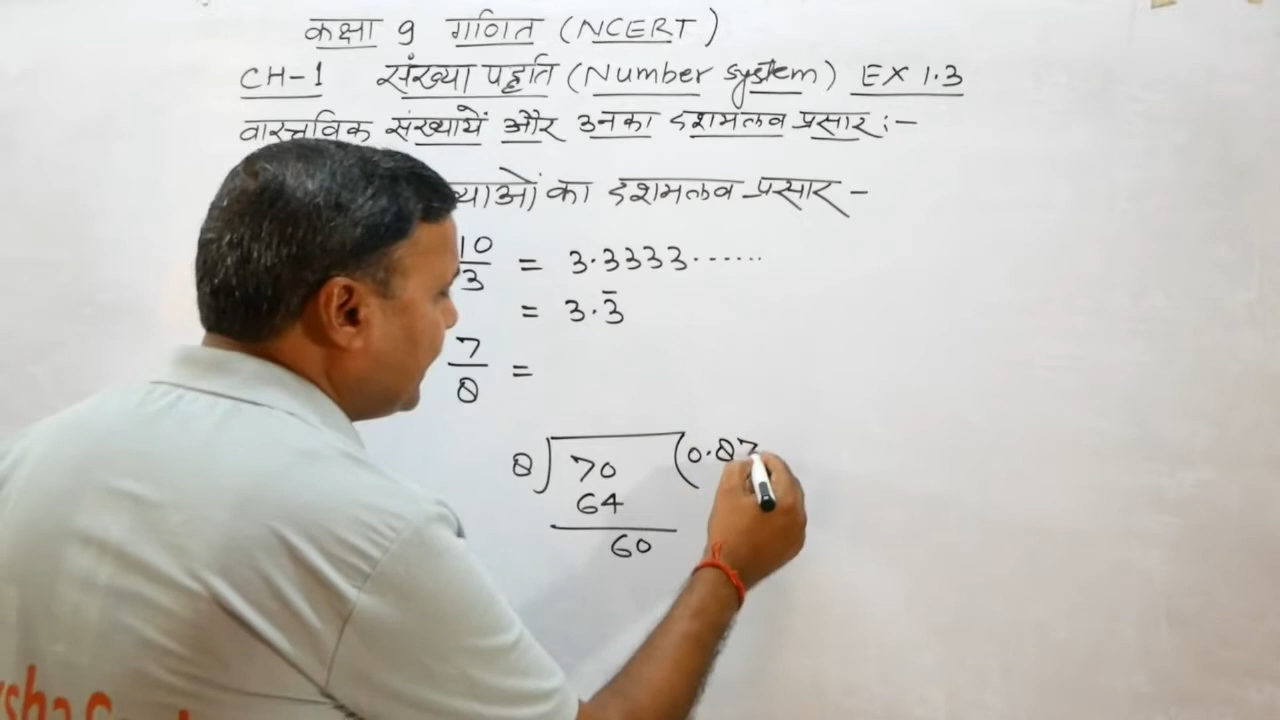 कक्षा 9 गणित (NCERT)
CH-1 संख्या पद्दति (Number system) EX 1.3
वास्तविक संख्यायें और उनका दशमलव प्रसार:-
का दशमलव प्रसार -
10/3 = 3.3333......
= 3.3̄
7/8 =
8 70 (0.87
64
60